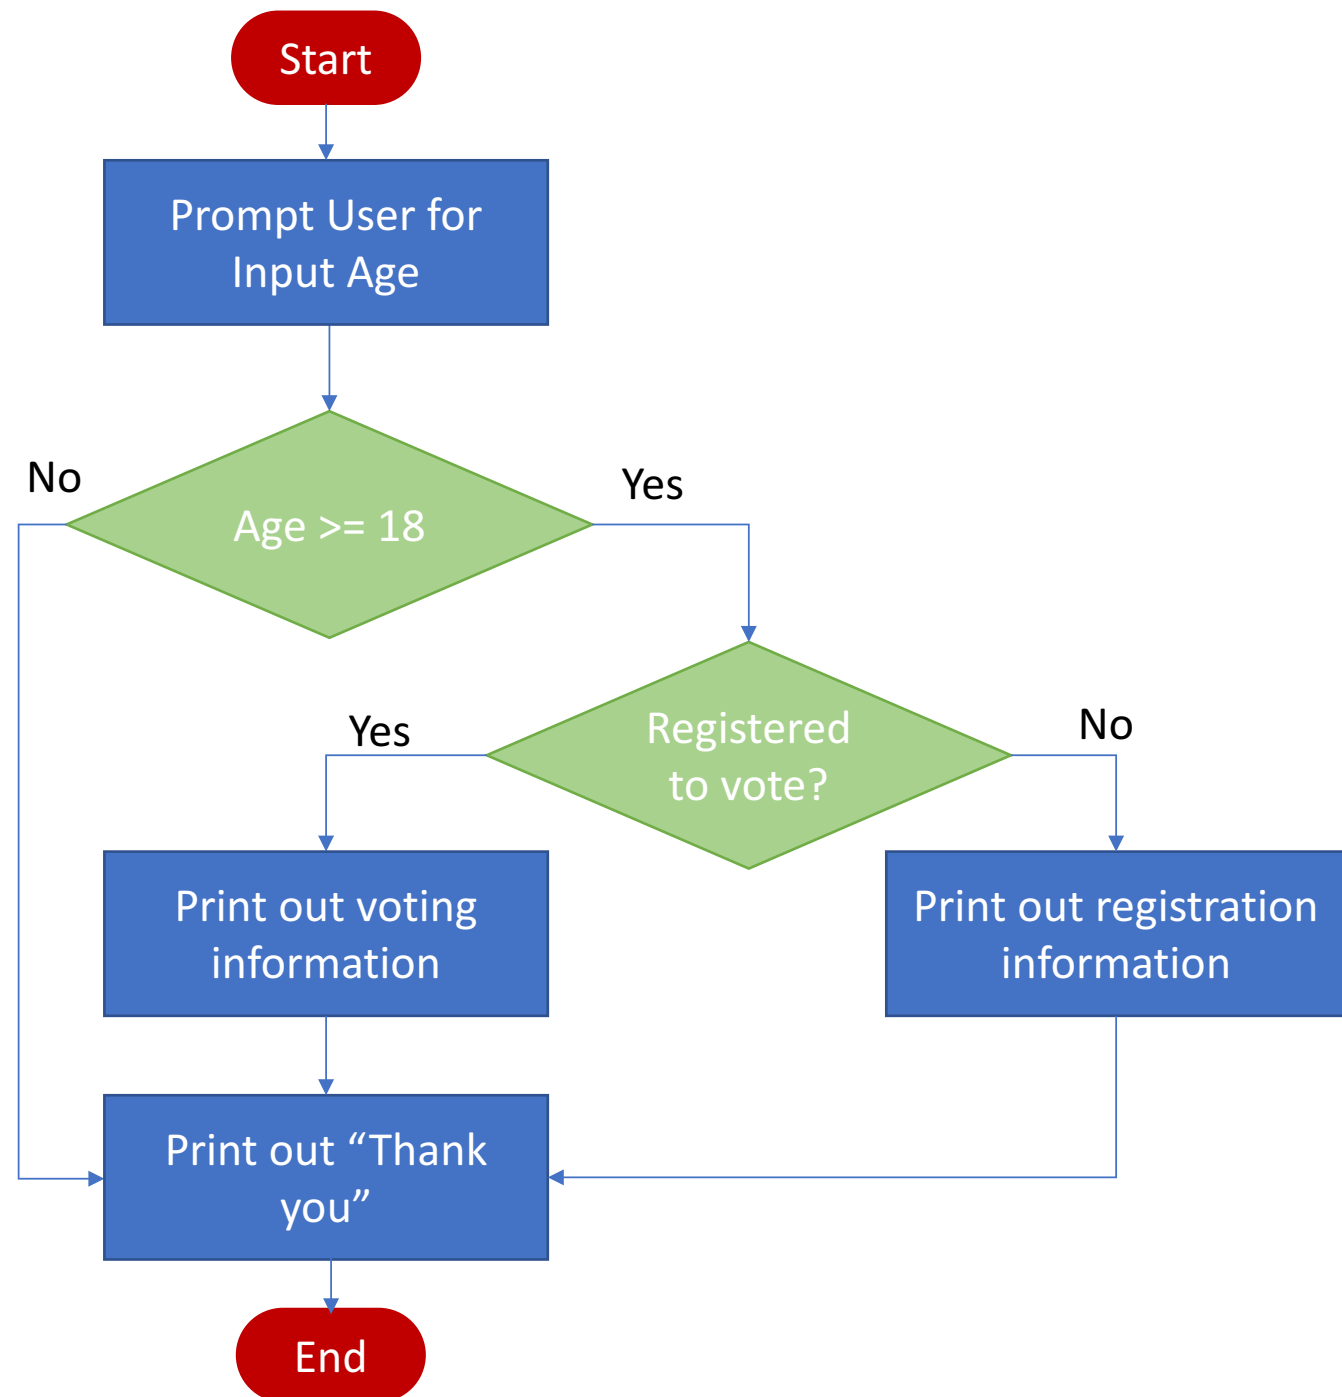 Start
Prompt User for
Input Age
No
Yes
Age >= 18
Yes
Registered
to vote?
No
Print out voting
information
Print out registration
information
Print out “Thank
you”
End